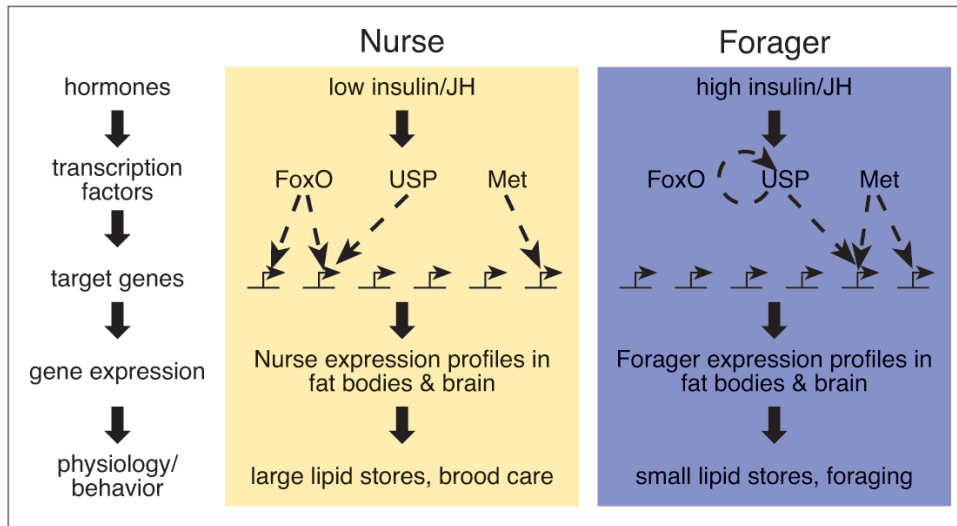 Nurse
Forager
hormones
low insulin/JH
high insulin/JH
transcription
factors
FoxO
USP
Met
FoxO
USP
Met
target genes
gene expression
Nurse expression profiles in
fat bodies & brain
Forager expression profiles in
fat bodies & brain
physiology/
behavior
large lipid stores, brood care
small lipid stores, foraging